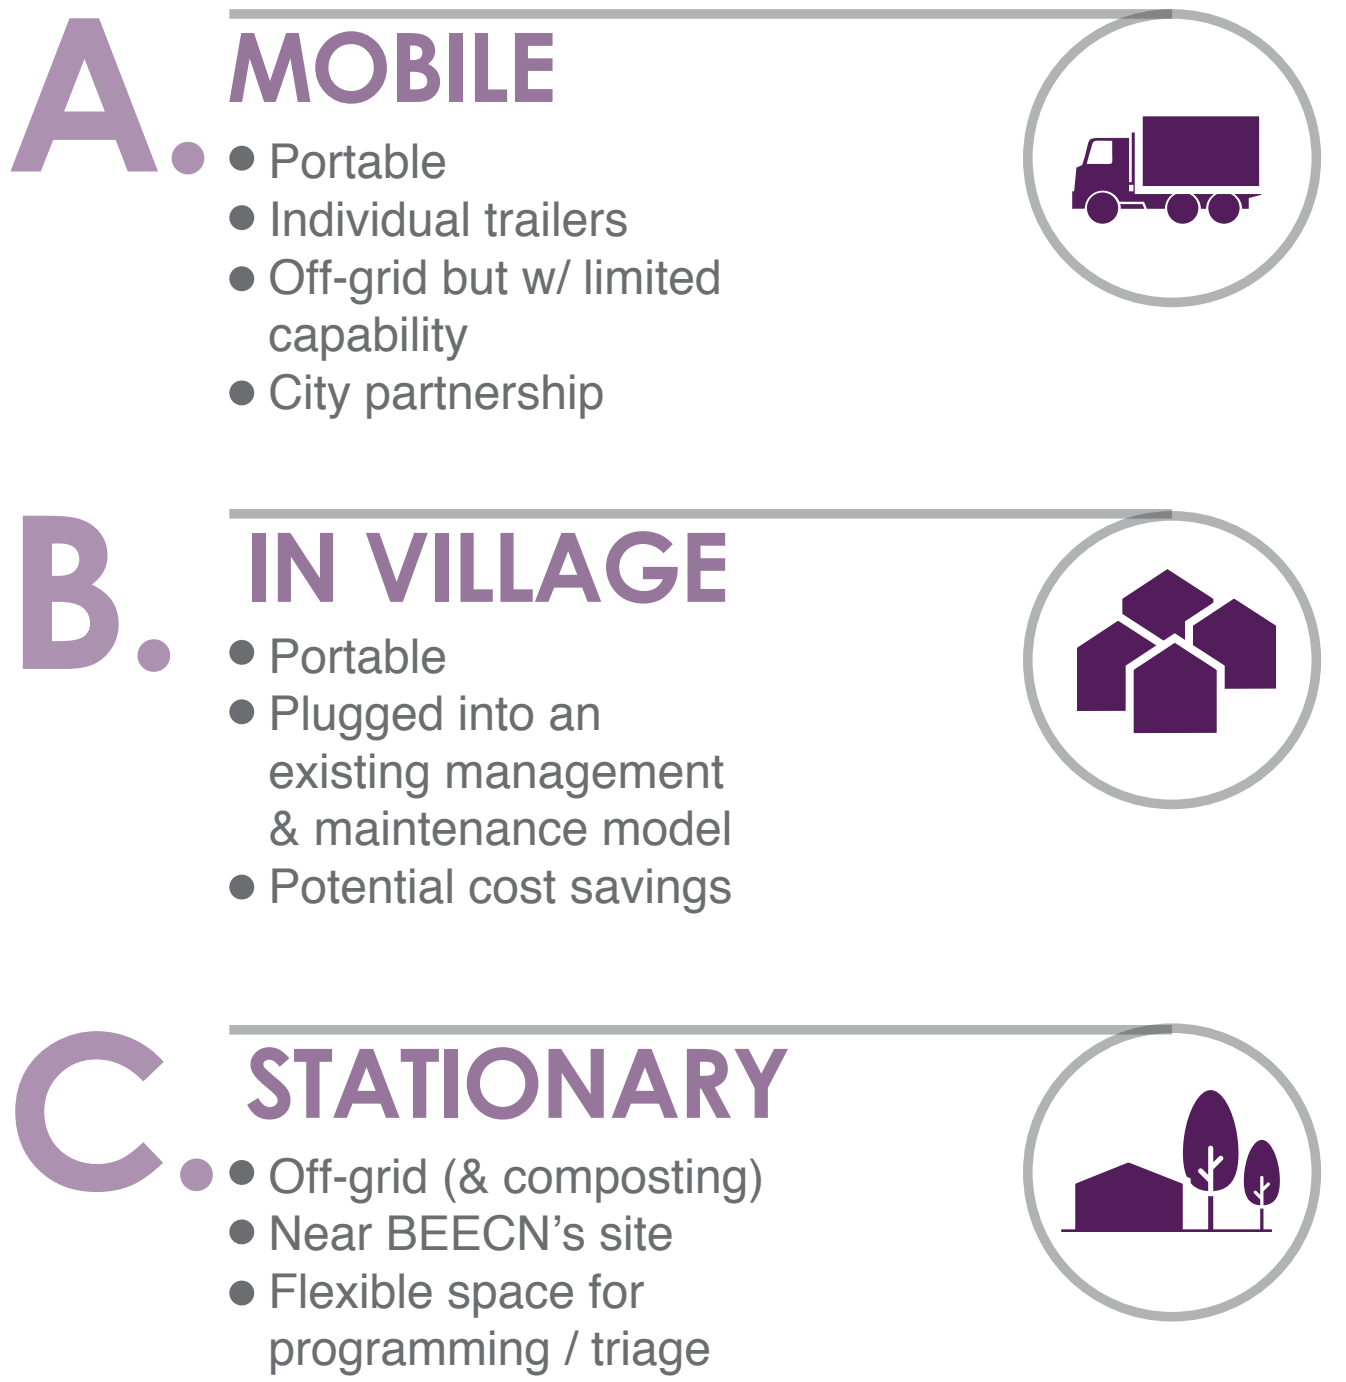 A. MOBILE
● Portable
● Individual trailers
● Off-grid but w/ limited
capability
● City partnership
B. IN VILLAGE
● Portable
● Plugged into an
existing management
& maintenance model
● Potential cost savings
C. STATIONARY
● Off-grid (& composting)
● Near BEECN’s site
● Flexible space for
programming / triage